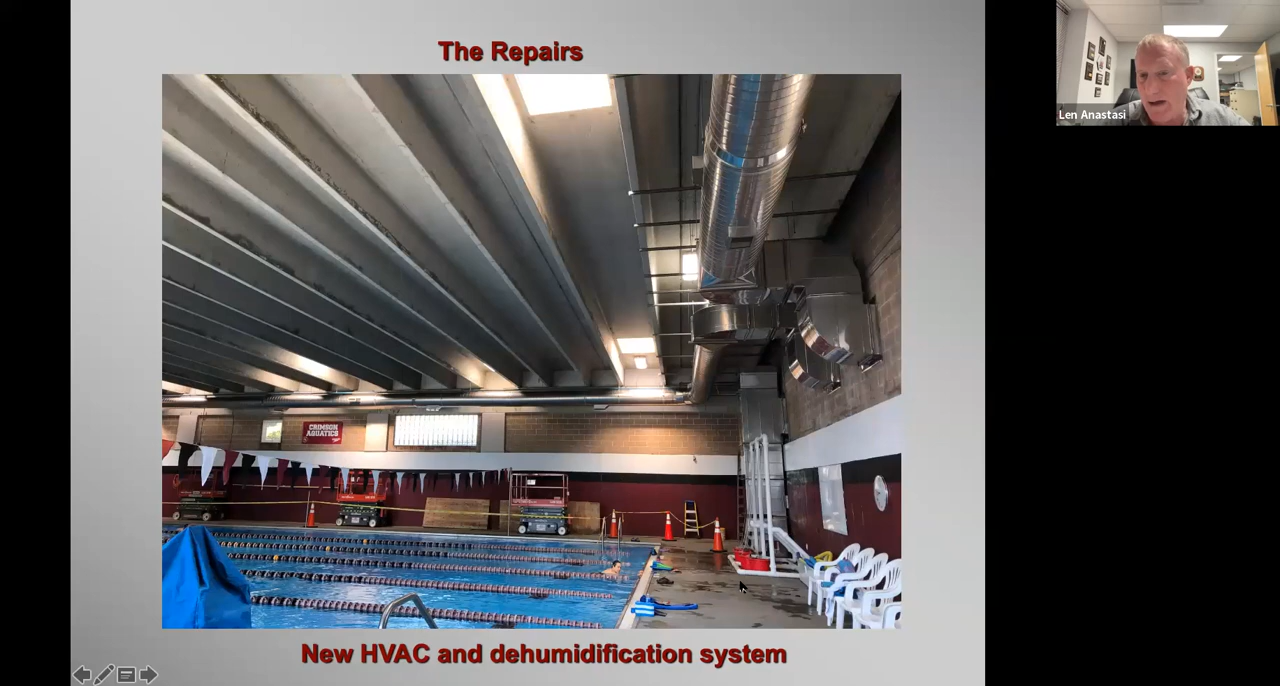 The Repairs
Len Anastasi
CRIMSON
AQUATICS
New HVAC and dehumidification system